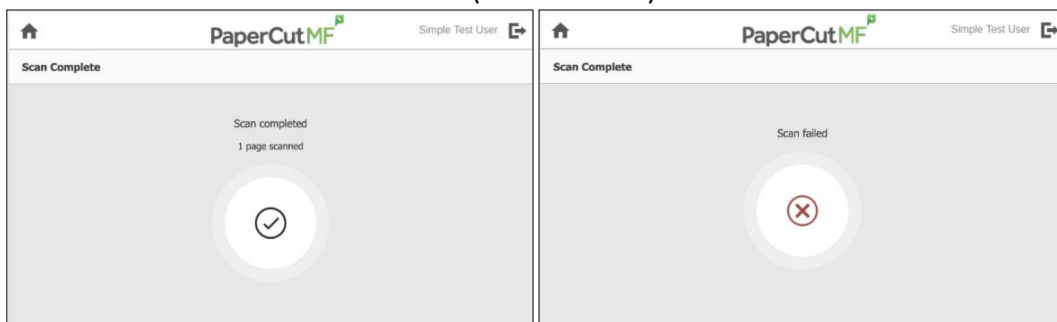 PaperCutMF Simple Test User
Scan Complete
Scan completed
1 page scanned
PaperCutMF Simple Test User
Scan Complete
Scan failed